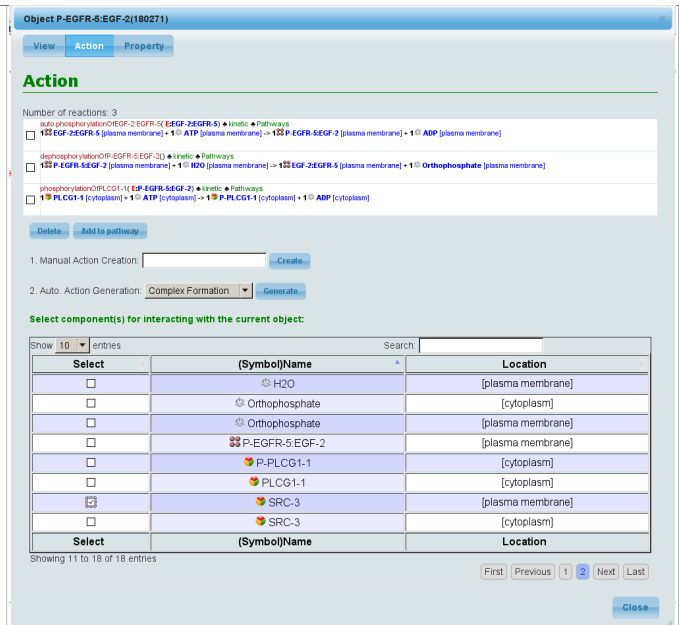 Object P-EGFR-5:EGF-2(180271)
View Action Property
Action
Number of reactions: 3
auto.phosphorylationOfEGF-2:EGFR-5( E:EGF-2:EGFR-5) ♠ kinetic ♠ Pathways
1 EGF-2:EGFR-5 [plasma membrane] + 1 ATP [plasma membrane] -> 1 P-EGFR-5:EGF-2 [plasma membrane] + 1 ADP [plasma membrane]
dephosphorylationOfP-EGFR-5:EGF-2() ♠ kinetic ♠ Pathways
1 P-EGFR-5:EGF-2 [plasma membrane] + 1 H2O [plasma membrane] -> 1 EGF-2:EGFR-5 [plasma membrane] + 1 Orthophosphate [plasma membrane]
phosphorylationOfPLCG1-1( E:P-EGFR-5:EGF-2) ♠ kinetic ♠ Pathways
1 PLCG1-1 [cytoplasm] + 1 ATP [cytoplasm] -> 1 P-PLCG1-1 [cytoplasm] + 1 ADP [cytoplasm]
Delete Add to pathway
1. Manual Action Creation: Create
2. Auto. Action Generation: Complex Formation Generate
Select component(s) for interacting with the current object:
Show 10 entries Search:
Select (Symbol)Name Location
H2O [plasma membrane]
Orthophosphate [cytoplasm]
Orthophosphate [plasma membrane]
P-EGFR-5:EGF-2 [plasma membrane]
P-PLCG1-1 [cytoplasm]
PLCG1-1 [cytoplasm]
SRC-3 [plasma membrane]
SRC-3 [cytoplasm]
Select (Symbol)Name Location
Showing 11 to 18 of 18 entries
First Previous 1 2 Next Last
Close